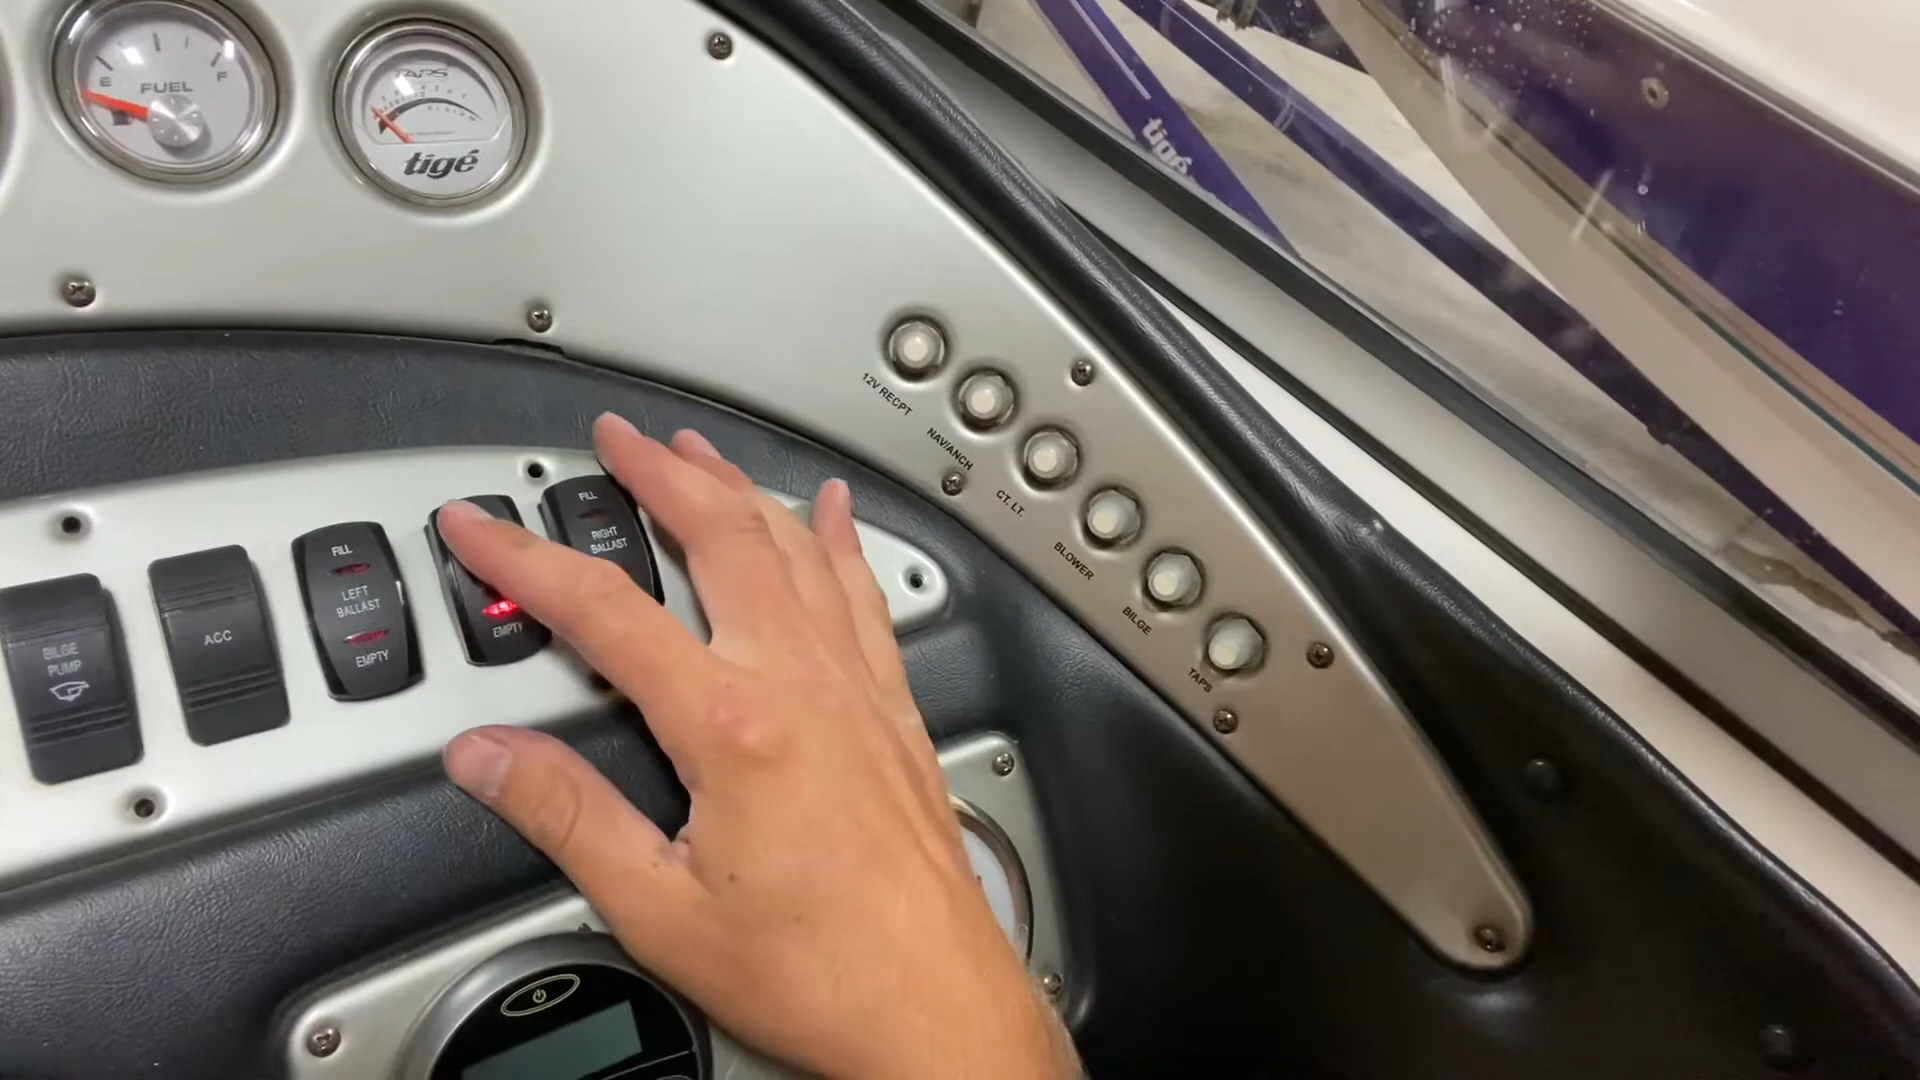 E
F
FUEL
TAPS
tigé
tigé
12V RECPT
NAV/ANCH
CT. LT.
BLOWER
BILGE
TAPS
BILGE
PUMP
ACC
FILL
LEFT
BALLAST
EMPTY
EMPTY
FILL
RIGHT
BALLAST